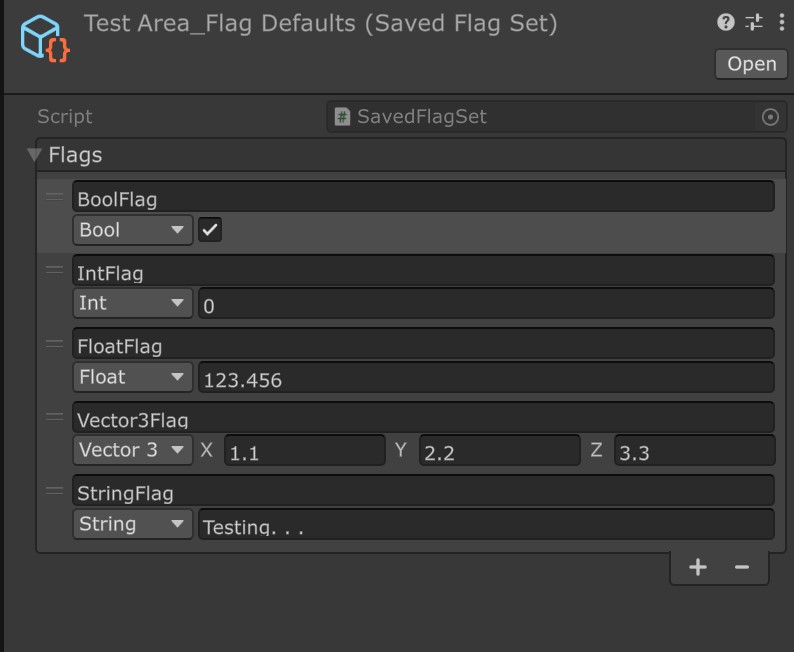 Test Area_Flag Defaults (Saved Flag Set)
Open
Script
# SavedFlagSet
Flags
BoolFlag
Bool
IntFlag
Int 0
FloatFlag
Float 123.456
Vector3Flag
Vector 3 X 1.1 Y 2.2 Z 3.3
StringFlag
String Testing. . .